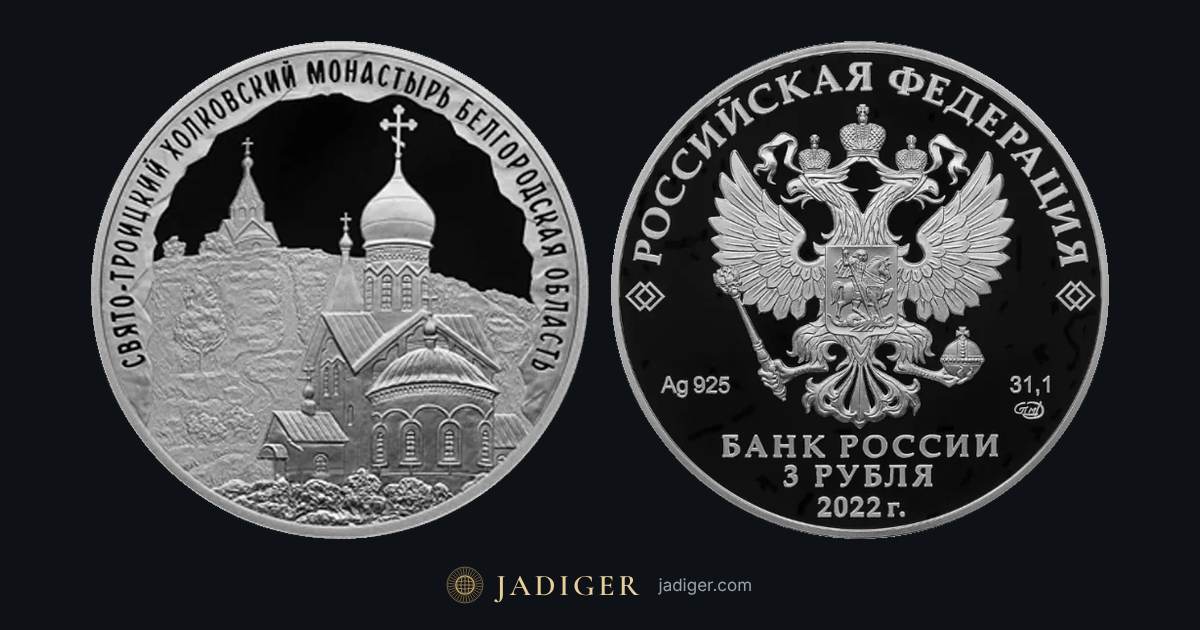 СВЯТО-ТРОИЦКИЙ ХОЛКОВСКИЙ МОНАСТЫРЬ БЕЛГОРОДСКАЯ ОБЛАСТЬ
РОССИЙСКАЯ ФЕДЕРАЦИЯ
Ag 925
31,1
СПМД
БАНК РОССИИ
3 РУБЛЯ
2022 г.
JADIGER
jadiger.com